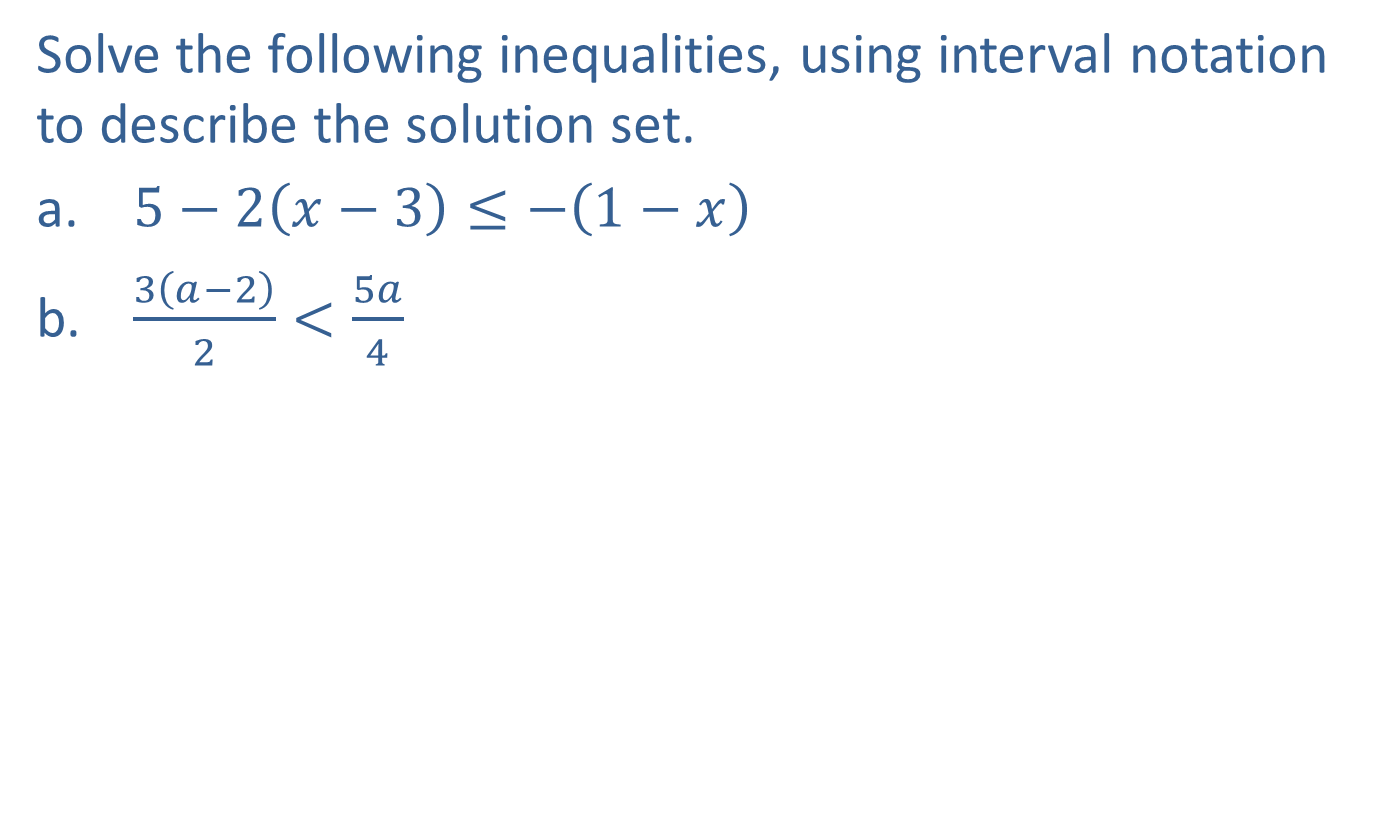 Solve the following inequalities, using interval notation
to describe the solution set.
a. 5 − 2(x − 3) ≤ −(1 − x)
b. 3(a−2)/2 < 5a/4